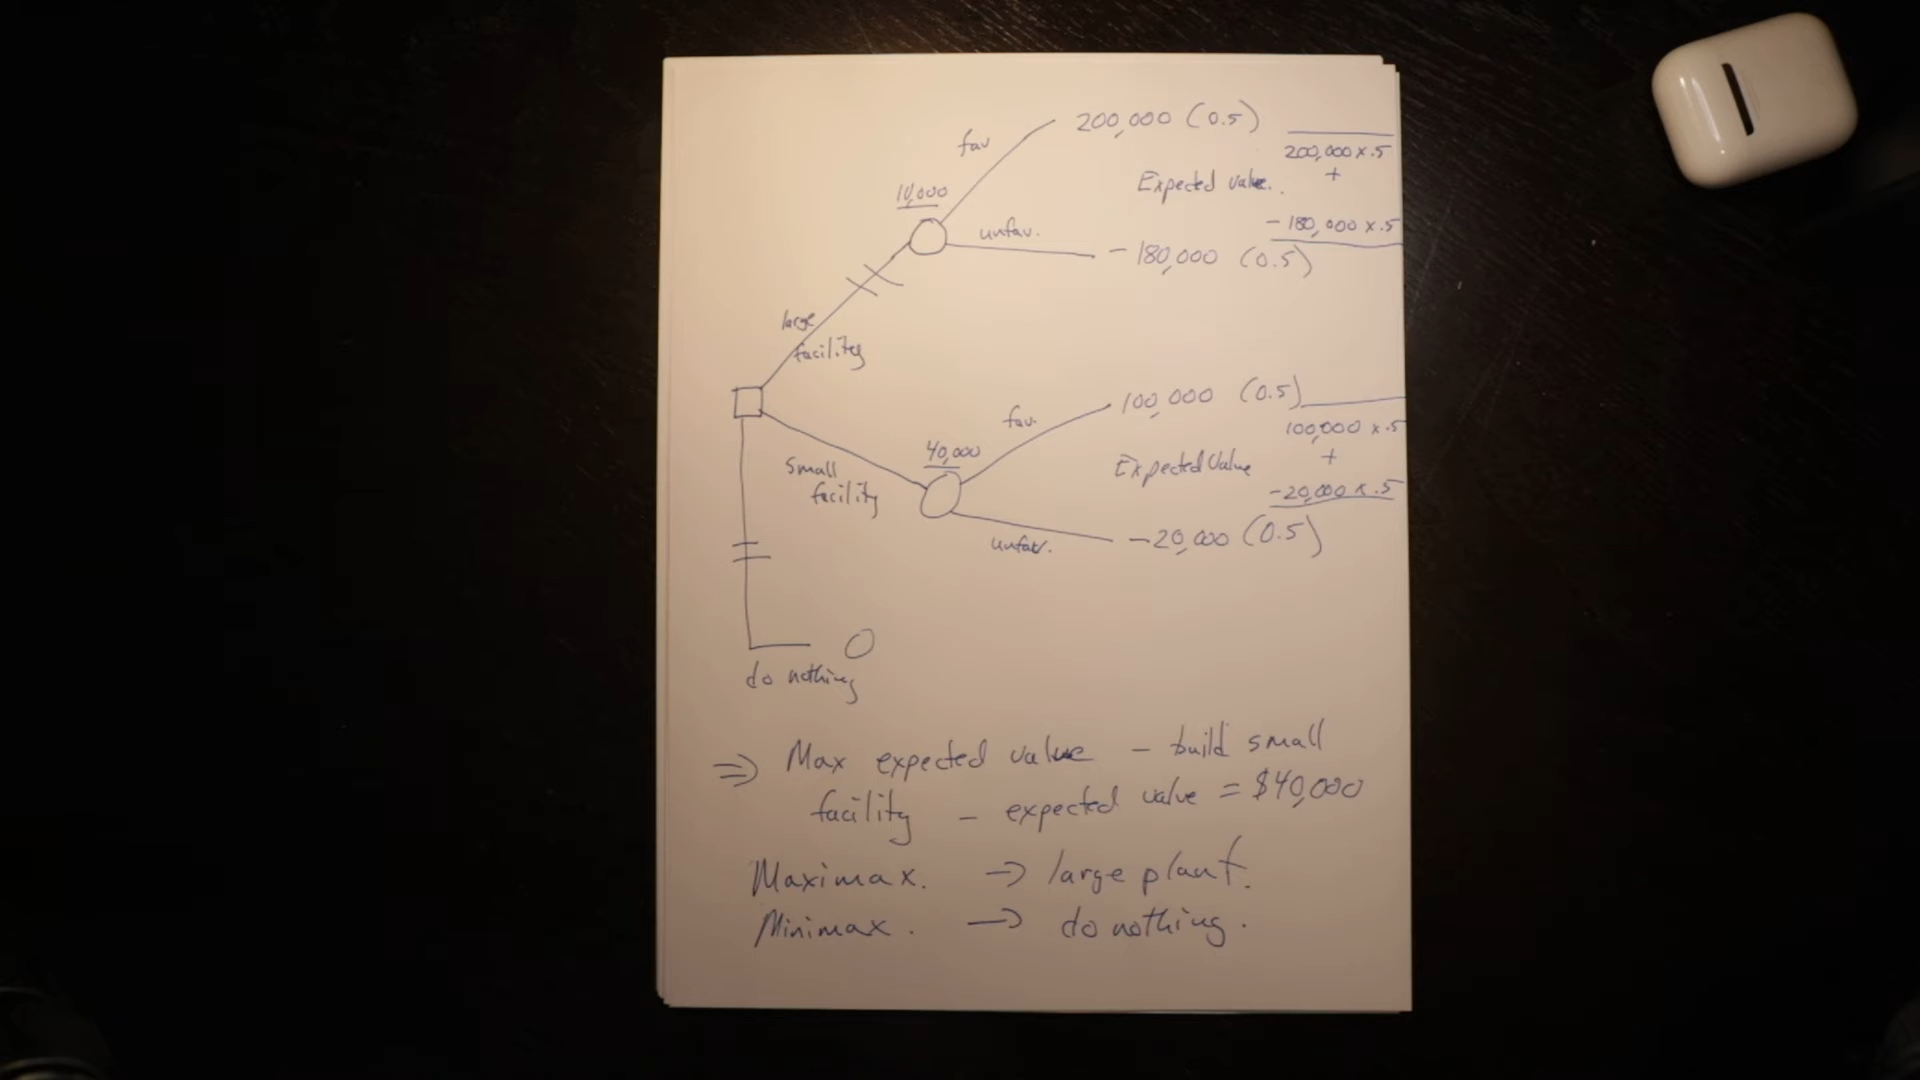 200,000 (0.5)
fav
200,000 x .5
+
Expected value.
10,000
- 180,000 x .5
unfav.
- 180,000 (0.5)
large
facility
100,000 (0.5)
fav.
100,000 x .5
+
40,000
Expected Value
small
facility
-20,000 x .5
-20,000 (0.5)
unfav.
0
do nothing
⇒ Max expected value - build small
facility - expected value = $40,000
Maximax. → large plant.
Minimax. → do nothing.